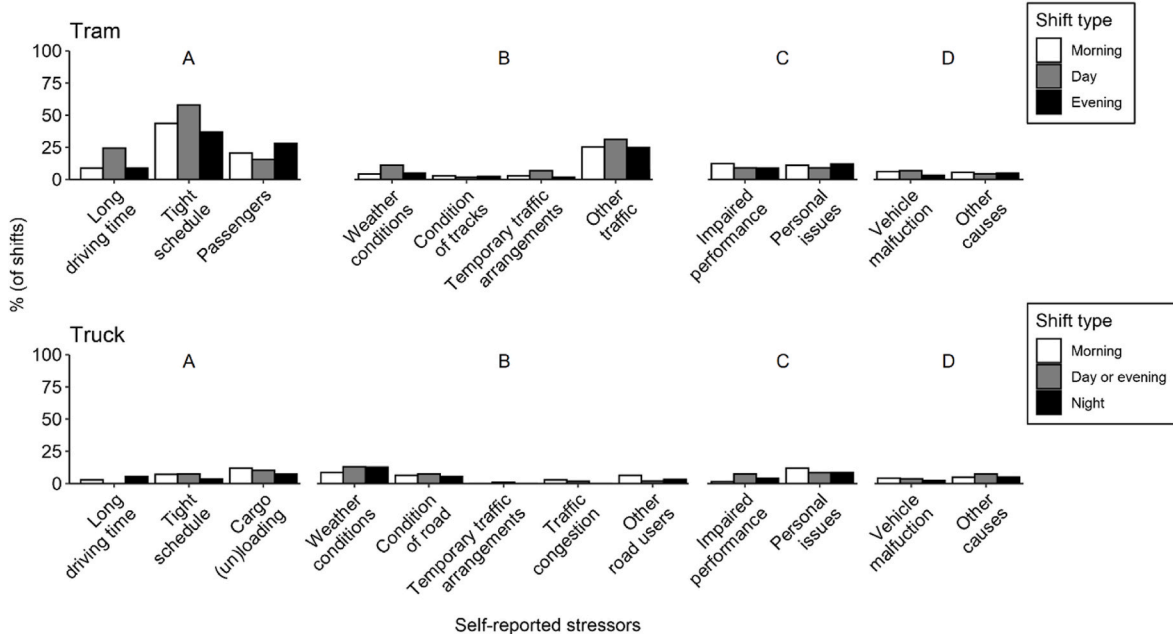 Tram
A
B
C
D
100
75
50
25
0
Long
driving time
Tight
schedule
Passengers
Weather
conditions
Condition
of tracks
Temporary traffic
arrangements
Other
traffic
Impaired
performance
Personal
issues
Vehicle
malfuction
Other
causes
Shift type
Morning
Day
Evening
% (of shifts)
Truck
A
B
C
D
100
75
50
25
0
Long
driving time
Tight
schedule
Cargo
(un)loading
Weather
conditions
Condition
of road
Temporary traffic
arrangements
Traffic
congestion
Other
road users
Impaired
performance
Personal
issues
Vehicle
malfuction
Other
causes
Shift type
Morning
Day or evening
Night
Self-reported stressors